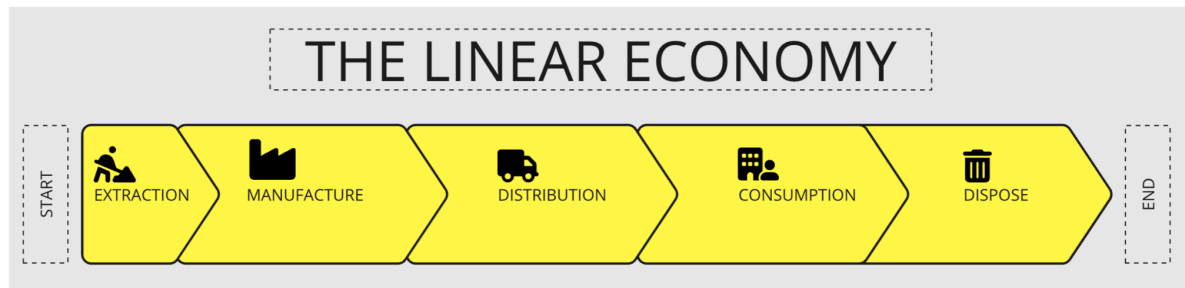 THE LINEAR ECONOMY
START
EXTRACTION
MANUFACTURE
DISTRIBUTION
CONSUMPTION
DISPOSE
END